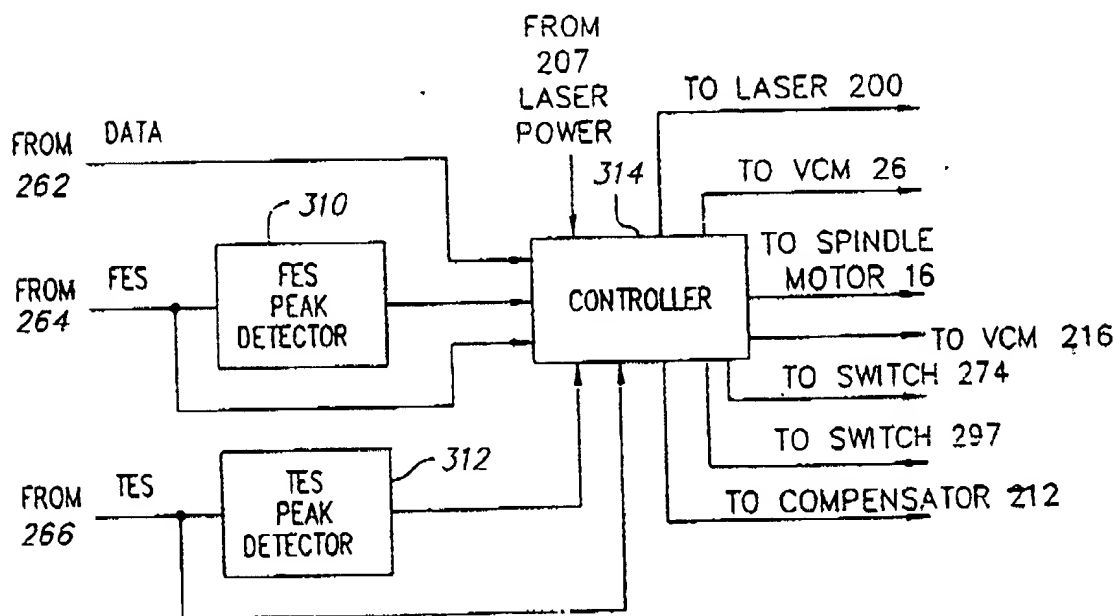 FROM
207
LASER
POWER
TO LASER 200
DATA
FROM
262
314
TO VCM 26
310
TO SPINDLE
MOTOR 16
FES
FROM
264
FES
PEAK
DETECTOR
CONTROLLER
TO VCM 216
TO SWITCH 274
312
TO SWITCH 297
TES
FROM
266
TES
PEAK
DETECTOR
TO COMPENSATOR 212